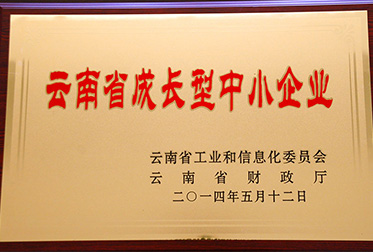 云南省成长型中小企业
云南省工业和信息化委员会
云南省财政厅
二〇一四年五月十二日